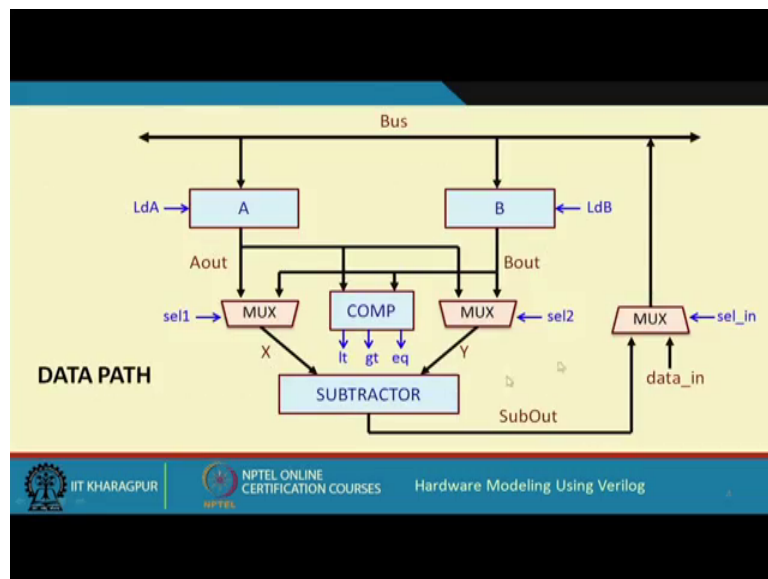 Bus
LdA
A
B
LdB
Aout
Bout
sel1
MUX
COMP
MUX
sel2
MUX
sel_in
X
lt
gt
eq
Y
data_in
DATA PATH
SUBTRACTOR
SubOut
IIT KHARAGPUR
NPTEL
NPTEL ONLINE
CERTIFICATION COURSES
Hardware Modeling Using Verilog